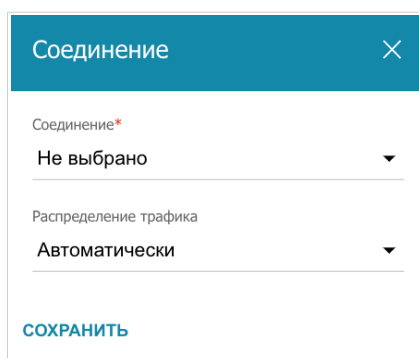 Соединение
Соединение*
Не выбрано
Распределение трафика
Автоматически
СОХРАНИТЬ